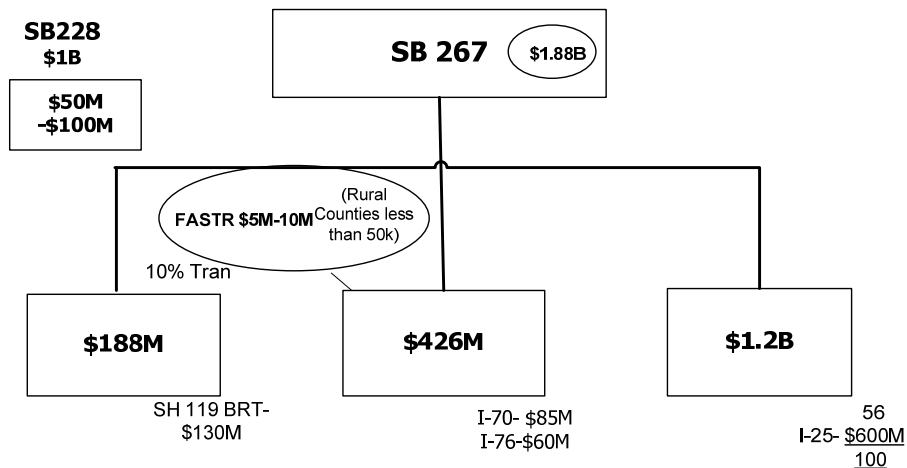 SB228
$1B
$50M
-$100M
SB 267
$1.88B
FASTR $5M-10M
(Rural
Counties less
than 50k)
10% Tran
$188M
$426M
$1.2B
SH 119 BRT-
$130M
I-70- $85M
I-76-$60M
56
I-25- $600M
100